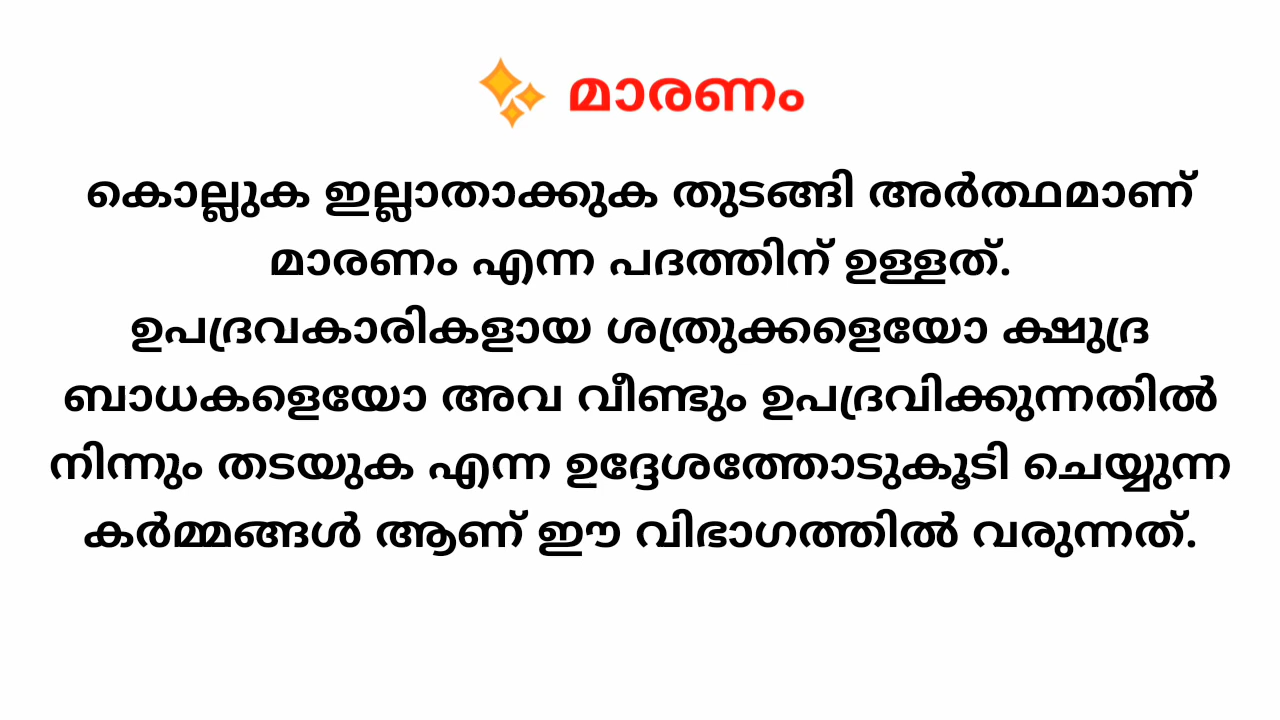 ✨ മാരണം
കൊല്ലുക ഇല്ലാതാക്കുക തുടങ്ങി അർത്ഥമാണ്
മാരണം എന്ന പദത്തിന് ഉള്ളത്.
ഉപദ്രവകാരികളായ ശത്രുക്കളെയോ ക്ഷുദ്ര
ബാധകളെയോ അവ വീണ്ടും ഉപദ്രവിക്കുന്നതിൽ
നിന്നും തടയുക എന്ന ഉദ്ദേശത്തോടുകൂടി ചെയ്യുന്ന
കർമ്മങ്ങൾ ആണ് ഈ വിഭാഗത്തിൽ വരുന്നത്.